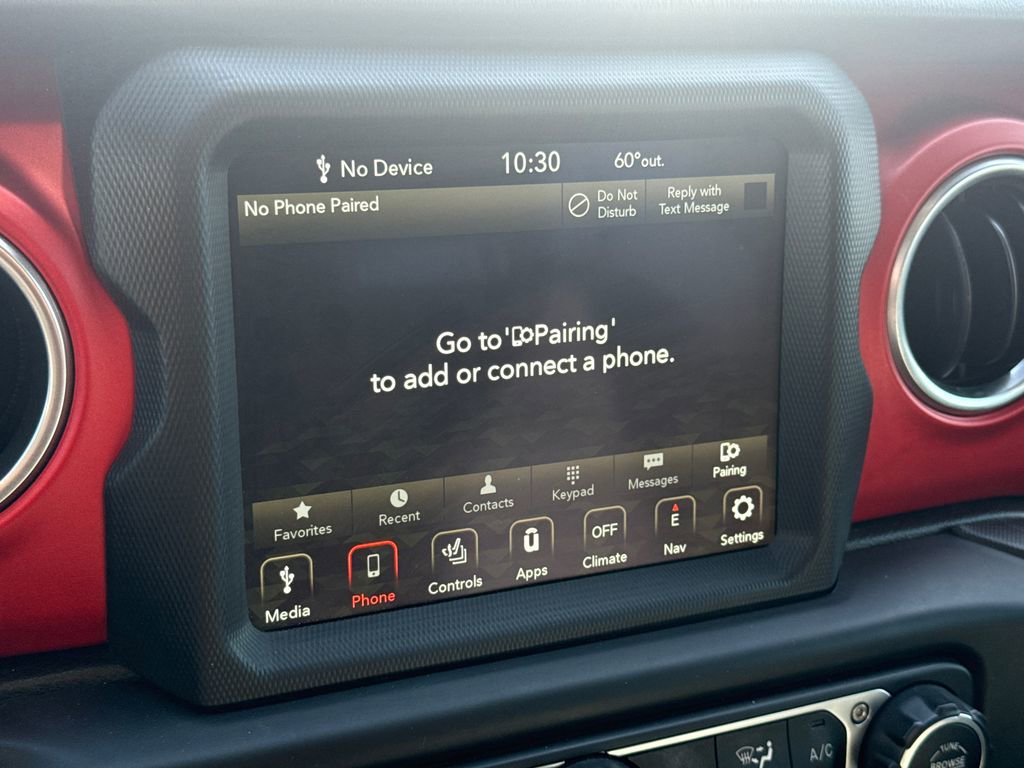 No Device 10:30 60°out.
No Phone Paired
Do Not
Disturb
Reply with
Text Message
Go to 'Pairing'
to add or connect a phone.
Favorites Recent Contacts Keypad Messages Pairing
OFF E
Media Phone Controls Apps Climate Nav Settings
A/C
TUNE
BROWSE